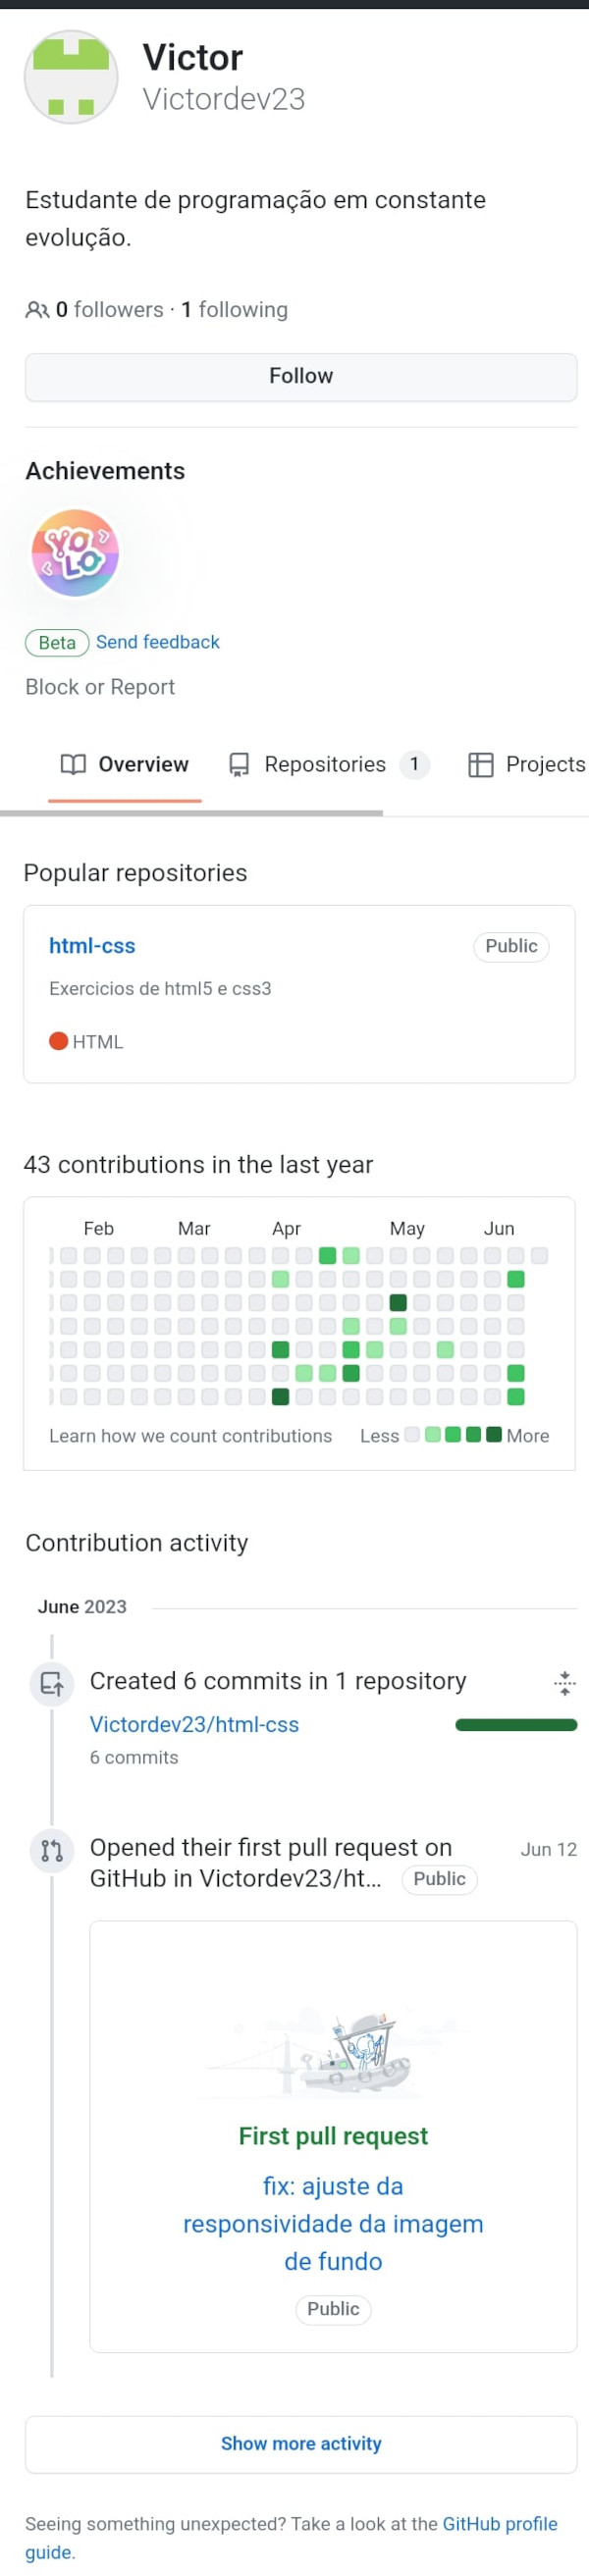 Victor
Victordev23
Estudante de programação em constante
evolução.
0 followers · 1 following
Follow
Achievements
YOLO
Beta Send feedback
Block or Report
Overview Repositories 1 Projects
Popular repositories
html-css Public
Exercicios de html5 e css3
HTML
43 contributions in the last year
Feb Mar Apr May Jun
Learn how we count contributions Less More
Contribution activity
June 2023
Created 6 commits in 1 repository
Victordev23/html-css
6 commits
Opened their first pull request on Jun 12
GitHub in Victordev23/ht... Public
First pull request
fix: ajuste da
responsividade da imagem
de fundo
Public
Show more activity
Seeing something unexpected? Take a look at the GitHub profile
guide.